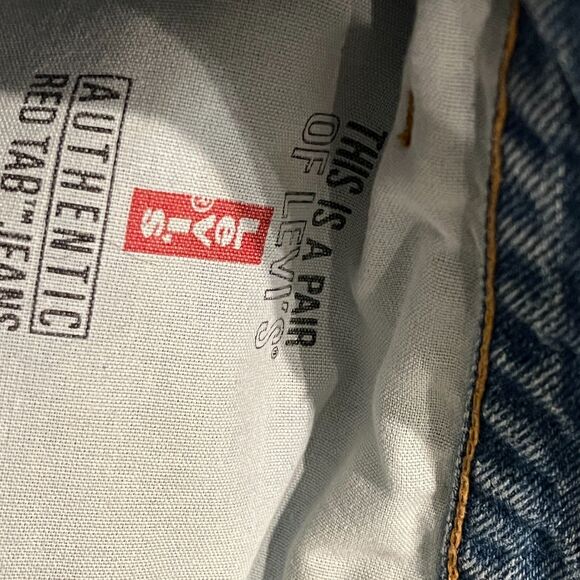 THIS IS A PAIR
OF LEVI'S®
Levi's®
AUTHENTIC
RED TAB™ JEANS